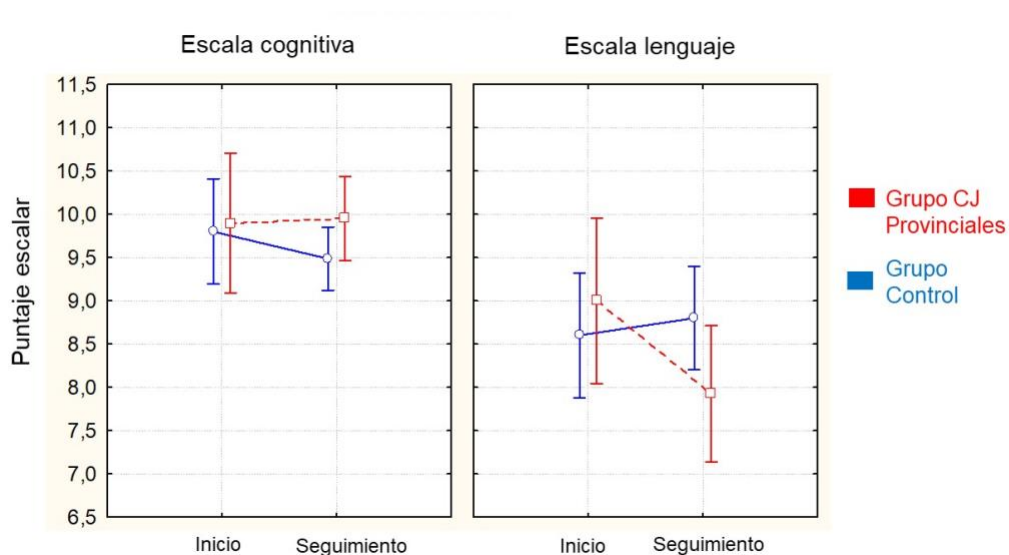 Escala cognitiva
Escala lenguaje
11,5
11,0
10,5
10,0
9,5
9,0
8,5
8,0
7,5
7,0
6,5
Puntaje escalar
Inicio
Seguimiento
Inicio
Seguimiento
Grupo CJ
Provinciales
Grupo
Control